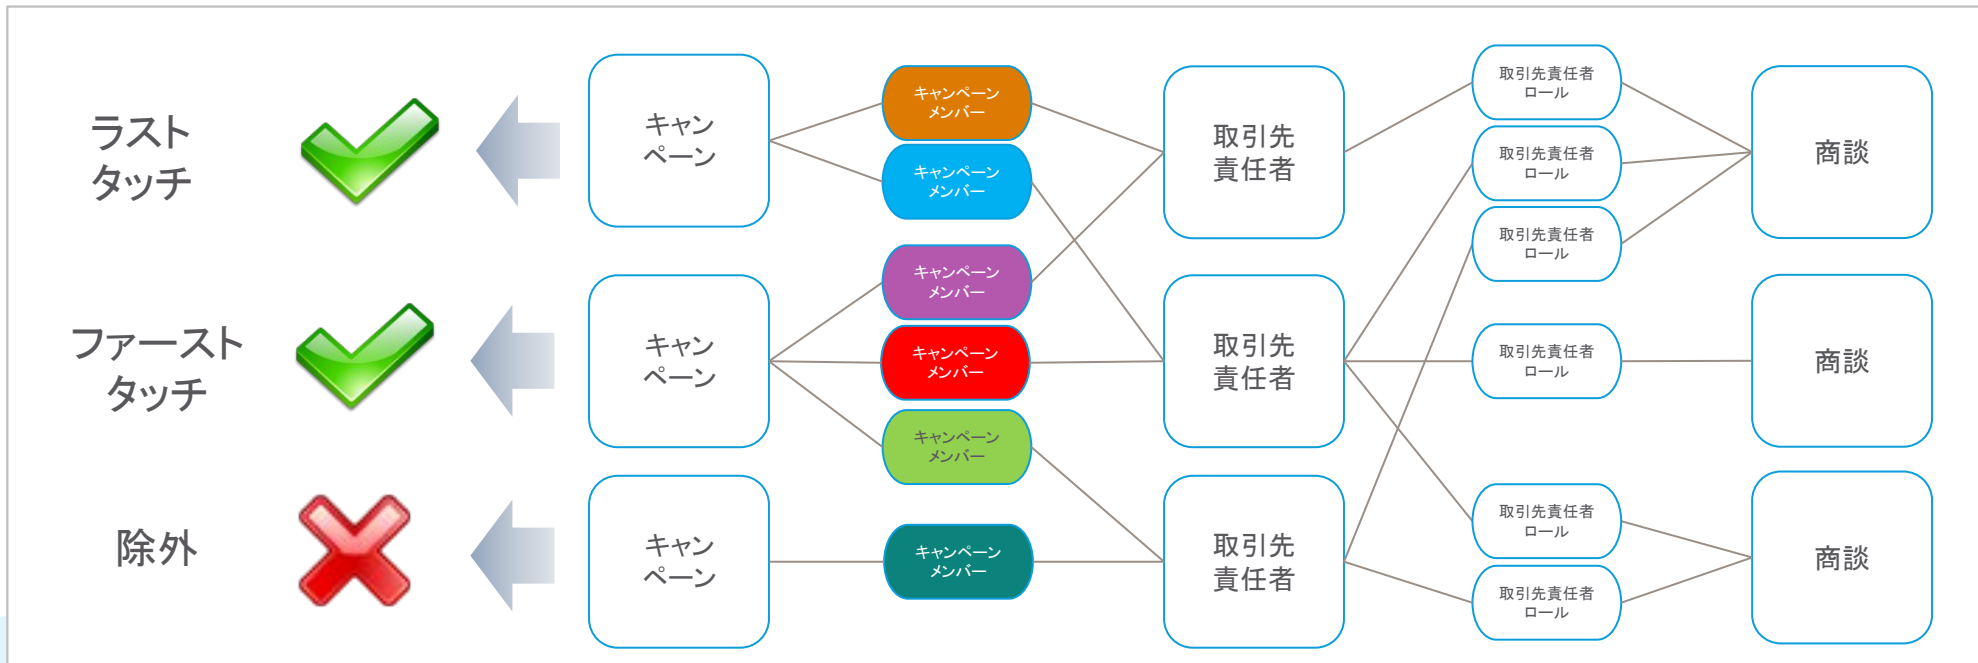 ラスト
タッチ
キャン
ペーン
キャンペーン
メンバー
キャンペーン
メンバー
取引先
責任者
取引先責任者
ロール
取引先責任者
ロール
取引先責任者
ロール
商談
ファースト
タッチ
キャン
ペーン
キャンペーン
メンバー
キャンペーン
メンバー
キャンペーン
メンバー
取引先
責任者
取引先責任者
ロール
商談
除外
キャン
ペーン
キャンペーン
メンバー
取引先
責任者
取引先責任者
ロール
取引先責任者
ロール
商談